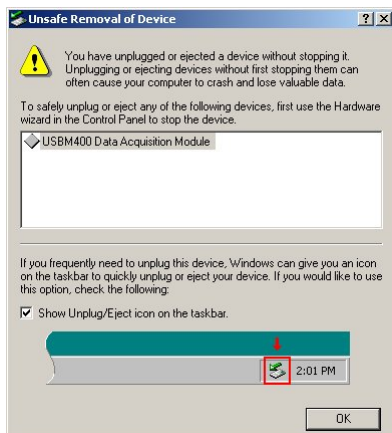 Unsafe Removal of Device
You have unplugged or ejected a device without stopping it.
Unplugging or ejecting devices without first stopping them can
often cause your computer to crash and lose valuable data.
To safely unplug or eject any of the following devices, first use the Hardware
wizard in the Control Panel to stop the device.
USBM400 Data Acquisition Module
If you frequently need to unplug this device, Windows can give you an icon
on the taskbar to quickly unplug or eject your device. If you would like to use
this option, check the following:
Show Unplug/Eject icon on the taskbar.
2:01 PM
OK